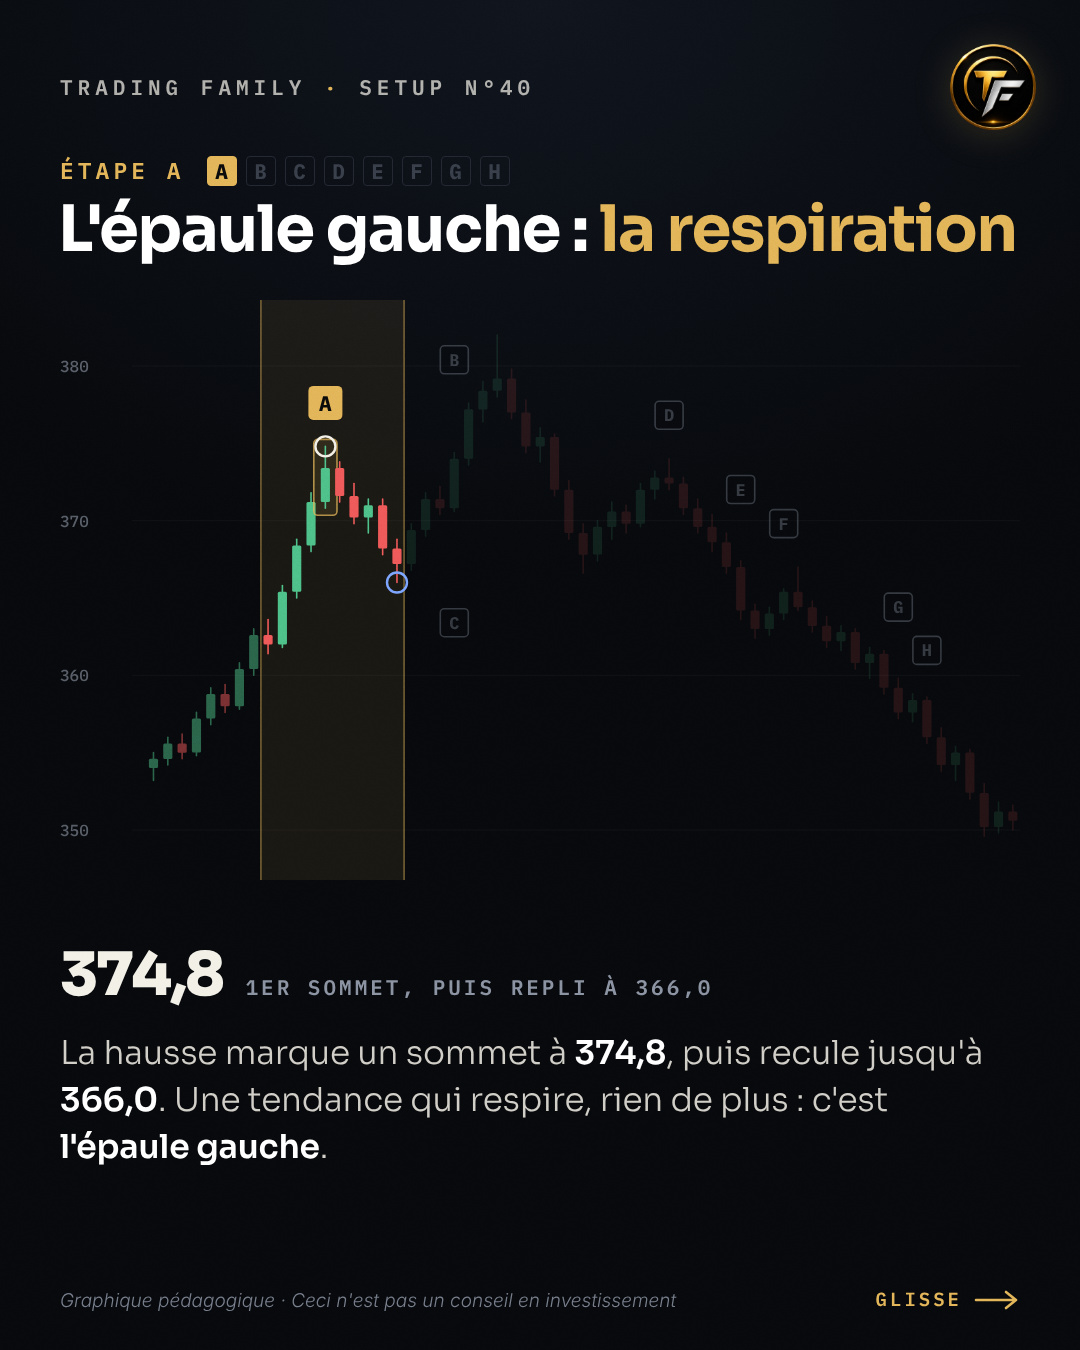 TRADING FAMILY · SETUP N°40
TF
ÉTAPE A A B C D E F G H
L'épaule gauche : la respiration
380
370
360
350
A
B
C
D
E
F
G
H
374,8 1ER SOMMET, PUIS REPLI À 366,0
La hausse marque un sommet à 374,8, puis recule jusqu'à
366,0. Une tendance qui respire, rien de plus : c'est
l'épaule gauche.
Graphique pédagogique · Ceci n'est pas un conseil en investissement
GLISSE →